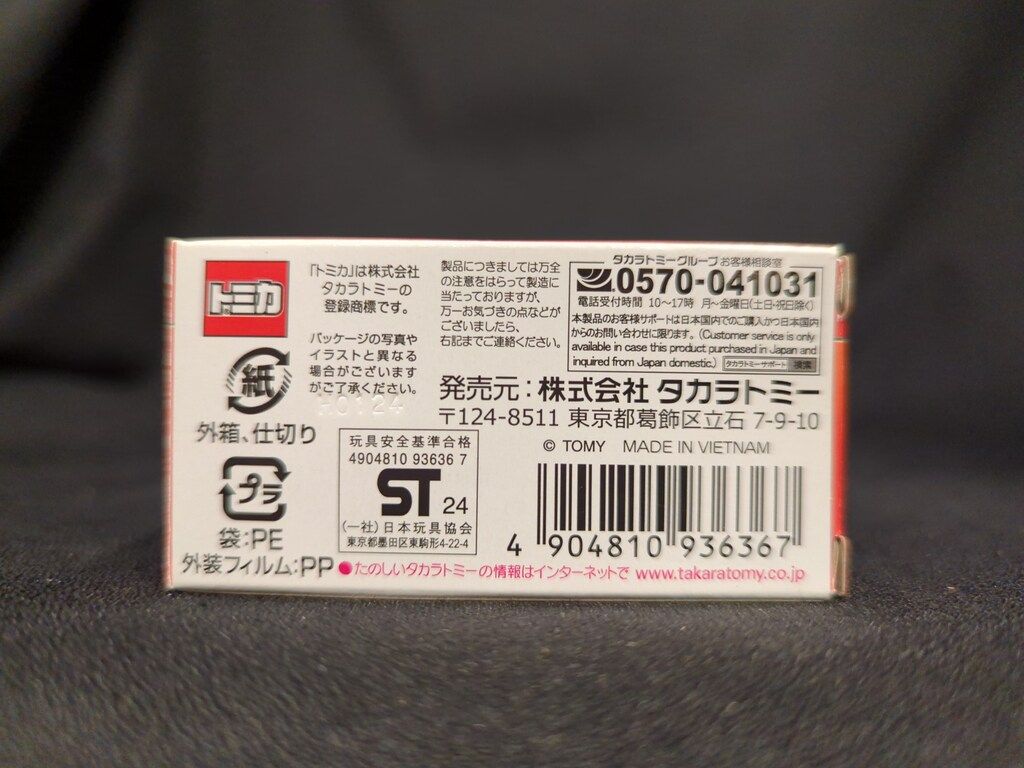 トミカ
「トミカ」は株式会社
タカラトミーの
登録商標です。
パッケージの写真や
イラストと異なる
場合がございます
がご了承ください。
紙
外箱、仕切り
プラ
袋:PE
外装フィルム:PP
製品につきましては万全
の注意をはらって製造に
当たっておりますが、
万一お気づきの点などが
ございましたら、
右記までご連絡ください。
タカラトミーグループ お客様相談室
0570-041031
電話受付時間 10〜17時 月〜金曜日(土日・祝日除く)
本製品のお客様サポートは日本国内でのご購入かつ日本国内
からのお問い合わせに限ります。(Customer service is only
available in case this product purchased in Japan and
inquired from Japan domestic.) タカラトミーサポート 検索
発売元:株式会社 タカラトミー
〒124-8511 東京都葛飾区立石 7-9-10
© TOMY MADE IN VIETNAM
玩具安全基準合格
4904810 93636 7
ST 24
(一社)日本玩具協会
東京都墨田区東駒形4-22-4
4 904810 936367
●たのしいタカラトミーの情報はインターネットで www.takaratomy.co.jp